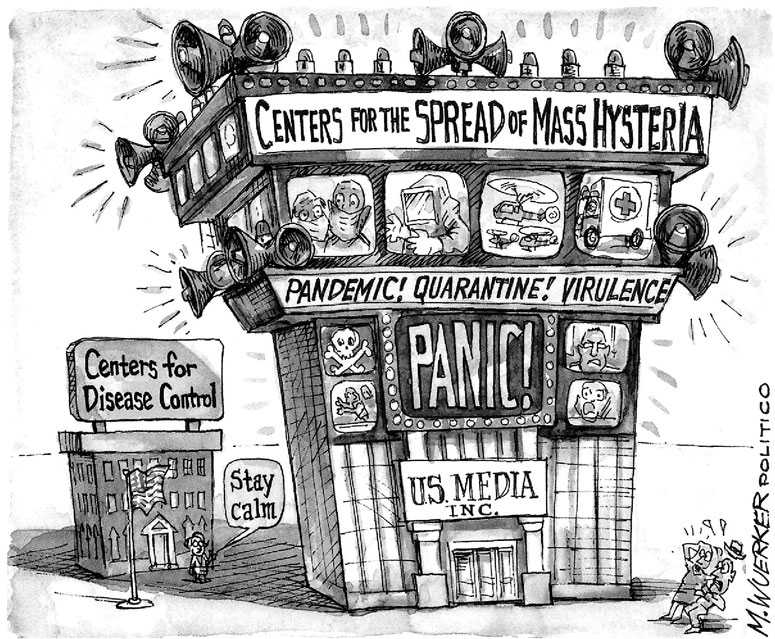 CENTERS FOR THE SPREAD OF MASS HYSTERIA
PANDEMIC! QUARANTINE! VIRULENCE
PANIC!
Centers for
Disease Control
Stay
calm
U.S. MEDIA
INC.
M. WUERKER POLITICO